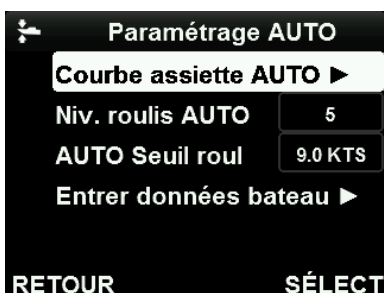 Paramétrage AUTO
Courbe assiette AUTO ►
Niv. roulis AUTO 5
AUTO Seuil roul 9.0 KTS
Entrer données bateau ►
RETOUR SÉLECT